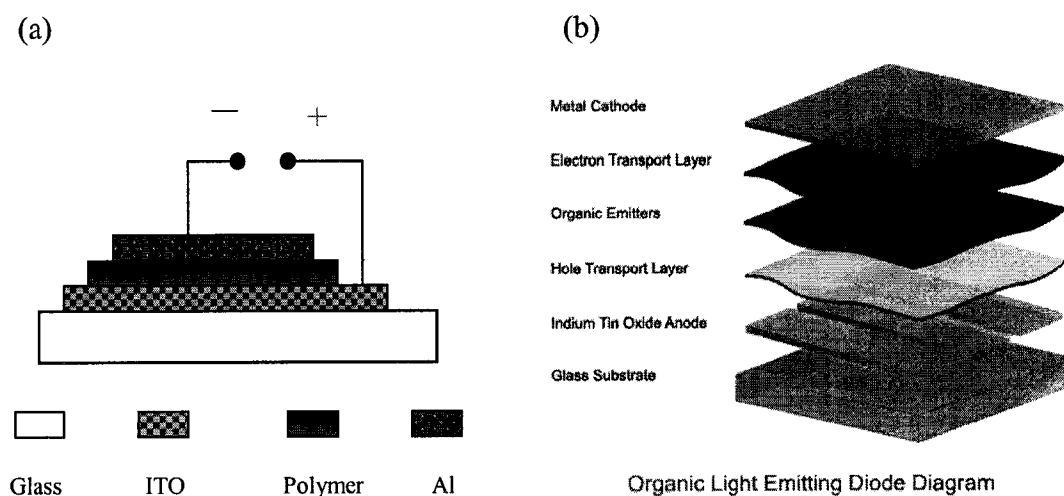 (a)
− +
Glass ITO Polymer Al
(b)
Metal Cathode
Electron Transport Layer
Organic Emitters
Hole Transport Layer
Indium Tin Oxide Anode
Glass Substrate
Organic Light Emitting Diode Diagram